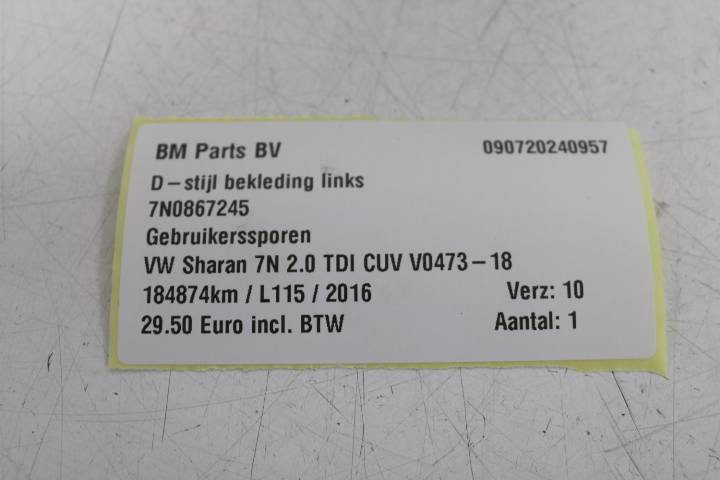 BM Parts BV 090720240957
D-stijl bekleding links
7N0867245
Gebruikerssporen
VW Sharan 7N 2.0 TDI CUV V0473-18
184874km / L115 / 2016 Verz: 10
29.50 Euro incl. BTW Aantal: 1